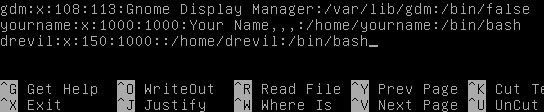 gdm:x:108:113:Gnome Display Manager:/var/lib/gdm:/bin/false
yourname:x:1000:1000:Your Name,,,:/home/yourname:/bin/bash
drevil:x:150:1000::/home/drevil:/bin/bash
^G Get Help ^O WriteOut ^R Read File ^Y Prev Page ^K Cut Te
^X Exit ^J Justify ^W Where Is ^V Next Page ^U UnCut